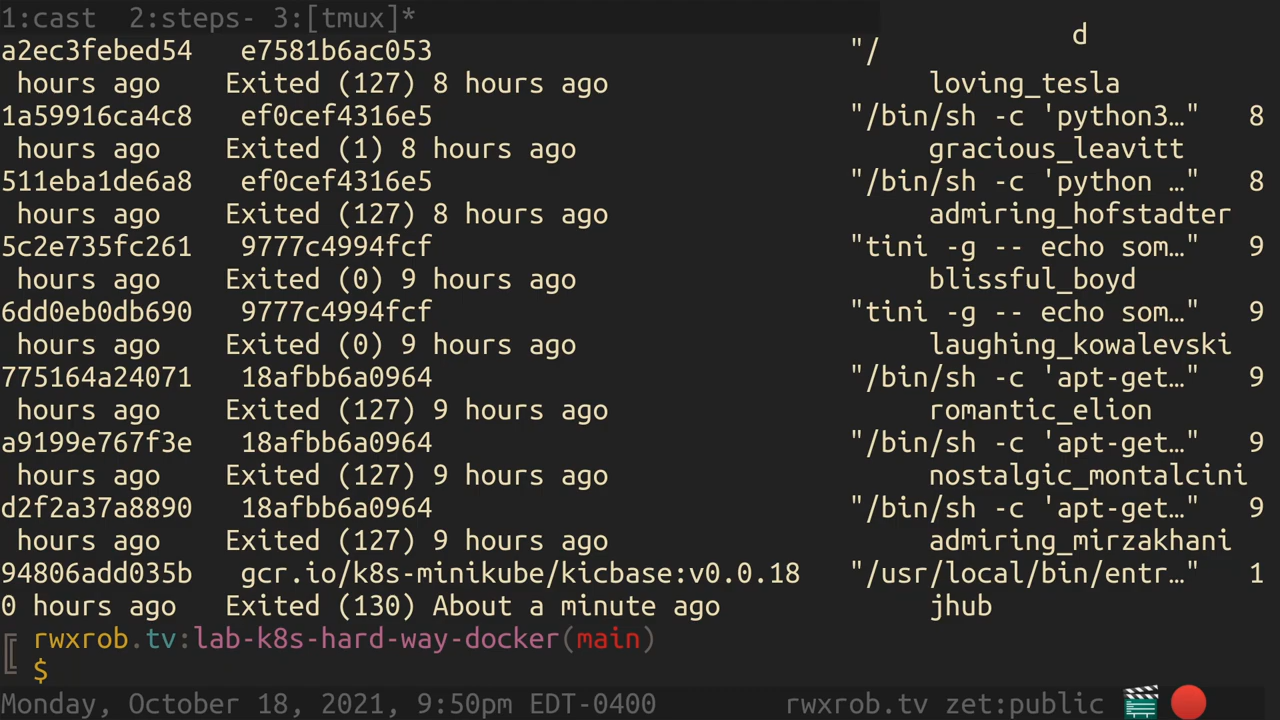 1:cast  2:steps- 3:[tmux]*
d
a2ec3febed54   e7581b6ac053   "/
hours ago    Exited (127) 8 hours ago   loving_tesla
1a59916ca4c8   ef0cef4316e5   "/bin/sh -c 'python3…"   8
hours ago    Exited (1) 8 hours ago   gracious_leavitt
511eba1de6a8   ef0cef4316e5   "/bin/sh -c 'python …"   8
hours ago    Exited (127) 8 hours ago   admiring_hofstadter
5c2e735fc261   9777c4994fcf   "tini -g -- echo som…"   9
hours ago    Exited (0) 9 hours ago   blissful_boyd
6dd0eb0db690   9777c4994fcf   "tini -g -- echo som…"   9
hours ago    Exited (0) 9 hours ago   laughing_kowalevski
775164a24071   18afbb6a0964   "/bin/sh -c 'apt-get…"   9
hours ago    Exited (127) 9 hours ago   romantic_elion
a9199e767f3e   18afbb6a0964   "/bin/sh -c 'apt-get…"   9
hours ago    Exited (127) 9 hours ago   nostalgic_montalcini
d2f2a37a8890   18afbb6a0964   "/bin/sh -c 'apt-get…"   9
hours ago    Exited (127) 9 hours ago   admiring_mirzakhani
94806add035b   gcr.io/k8s-minikube/kicbase:v0.0.18   "/usr/local/bin/entr…"   1
0 hours ago   Exited (130) About a minute ago   jhub
rwxrob.tv:lab-k8s-hard-way-docker(main)
$
Monday, October 18, 2021, 9:50pm EDT-0400   rwxrob.tv zet:public